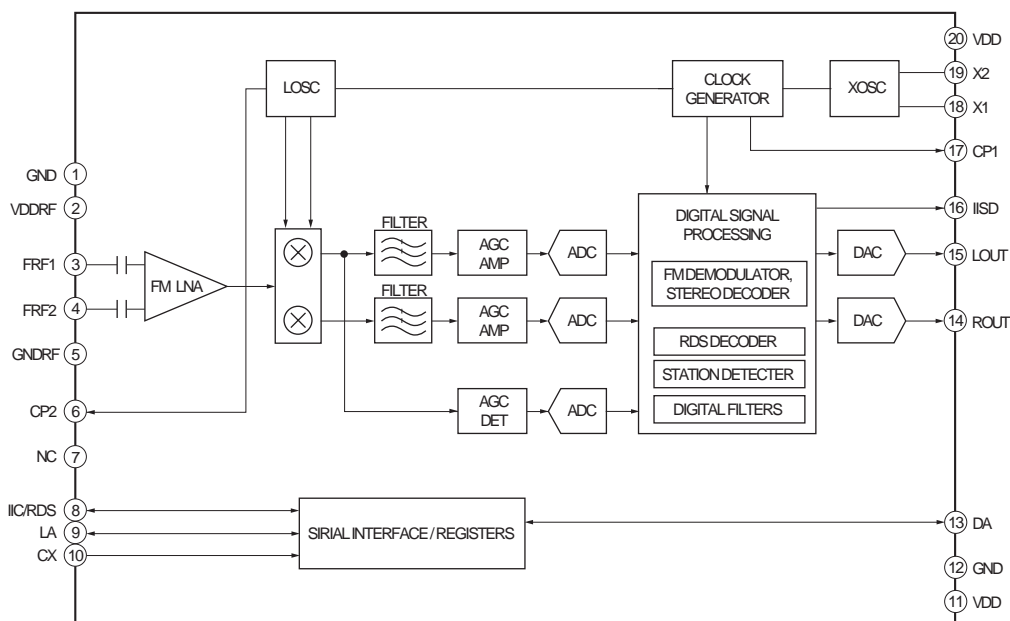 20 VDD
LOSC
CLOCK
GENERATOR
XOSC
19 X2
18 X1
17 CP1
GND 1
VDDRF 2
16 IISD
FILTER
DIGITAL SIGNAL
PROCESSING
FRF1 3
FM LNA
AGC
AMP
ADC
DAC
15 LOUT
FM DEMODULATOR,
STEREO DECODER
FRF2 4
FILTER
AGC
AMP
ADC
DAC
14 ROUT
RDS DECODER
GNDRF 5
STATION DETECTER
CP2 6
AGC
DET
ADC
DIGITAL FILTERS
NC 7
IIC/RDS 8
LA 9
CX 10
SIRIAL INTERFACE / REGISTERS
13 DA
12 GND
11 VDD